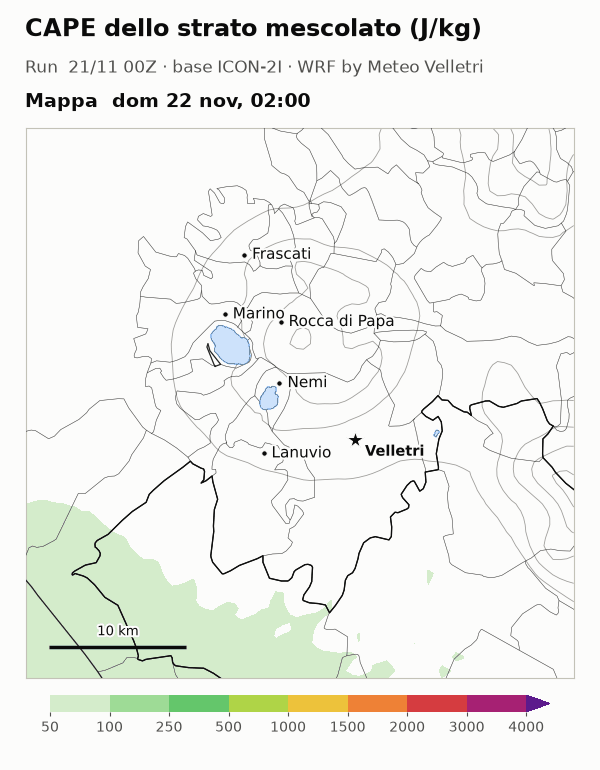 CAPE dello strato mescolato (J/kg)
Run  21/11 00Z · base ICON-2I · WRF by Meteo Velletri
Mappa  dom 22 nov, 02:00
Frascati
Marino
Rocca di Papa
Nemi
Velletri
Lanuvio
10 km
50 100 250 500 1000 1500 2000 3000 4000